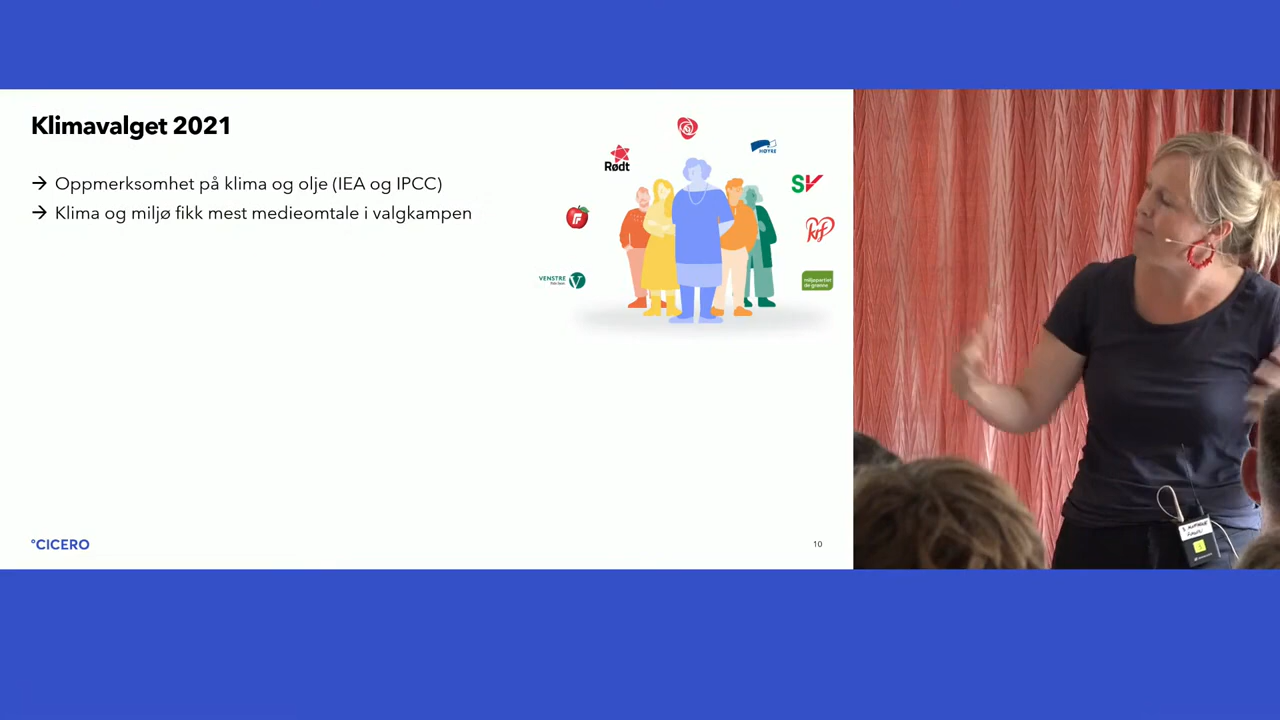 Klimavalget 2021
→ Oppmerksomhet på klima og olje (IEA og IPCC)
→ Klima og miljø fikk mest medieomtale i valgkampen
Rødt
HØYRE
SV
krf
VENSTRE
V
miljøpartiet
de grønne
°CICERO
10